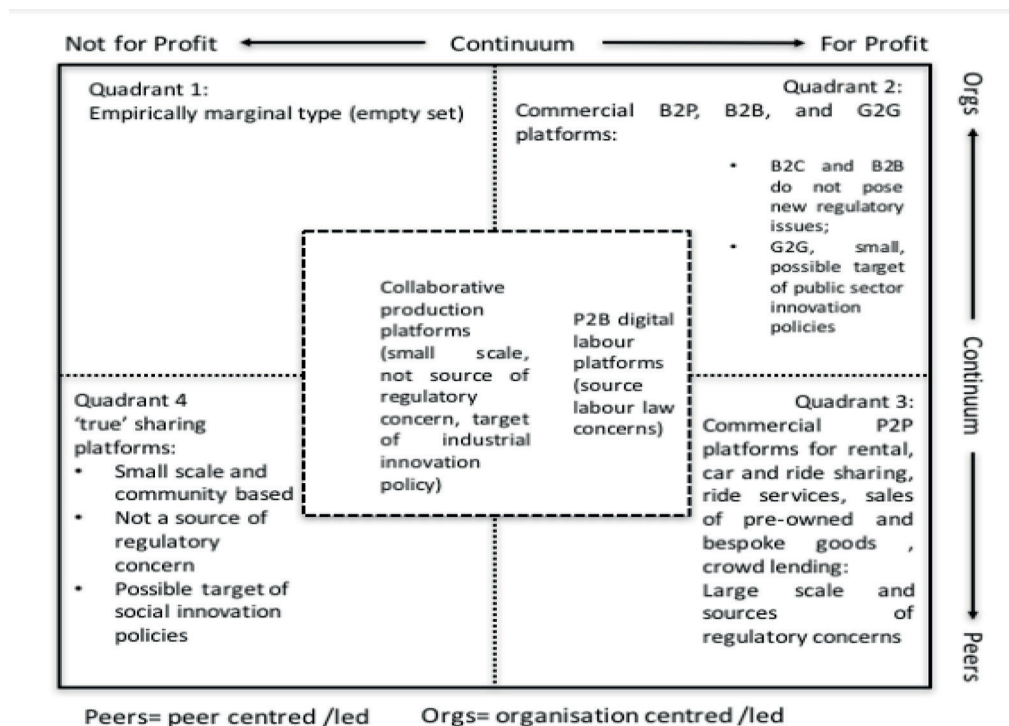 Not for Profit Continuum For Profit
Quadrant 1:
Empirically marginal type (empty set)
Quadrant 2:
Commercial B2P, B2B, and G2G
platforms:
• B2C and B2B
do not pose
new regulatory
issues;
• G2G, small,
possible target
of public sector
innovation
policies
Orgs
Continuum
Peers
Collaborative
production
platforms
(small scale,
not source of
regulatory
concern, target
of industrial
innovation
policy)
P2B digital
labour
platforms
(source
labour law
concerns)
Quadrant 4
'true' sharing
platforms:
• Small scale and
community based
• Not a source of
regulatory
concern
• Possible target of
social innovation
policies
Quadrant 3:
Commercial P2P
platforms for rental,
car and ride sharing,
ride services, sales
of pre-owned and
bespoke goods ,
crowd lending:
Large scale and
sources of
regulatory concerns
Peers= peer centred /led Orgs= organisation centred /led